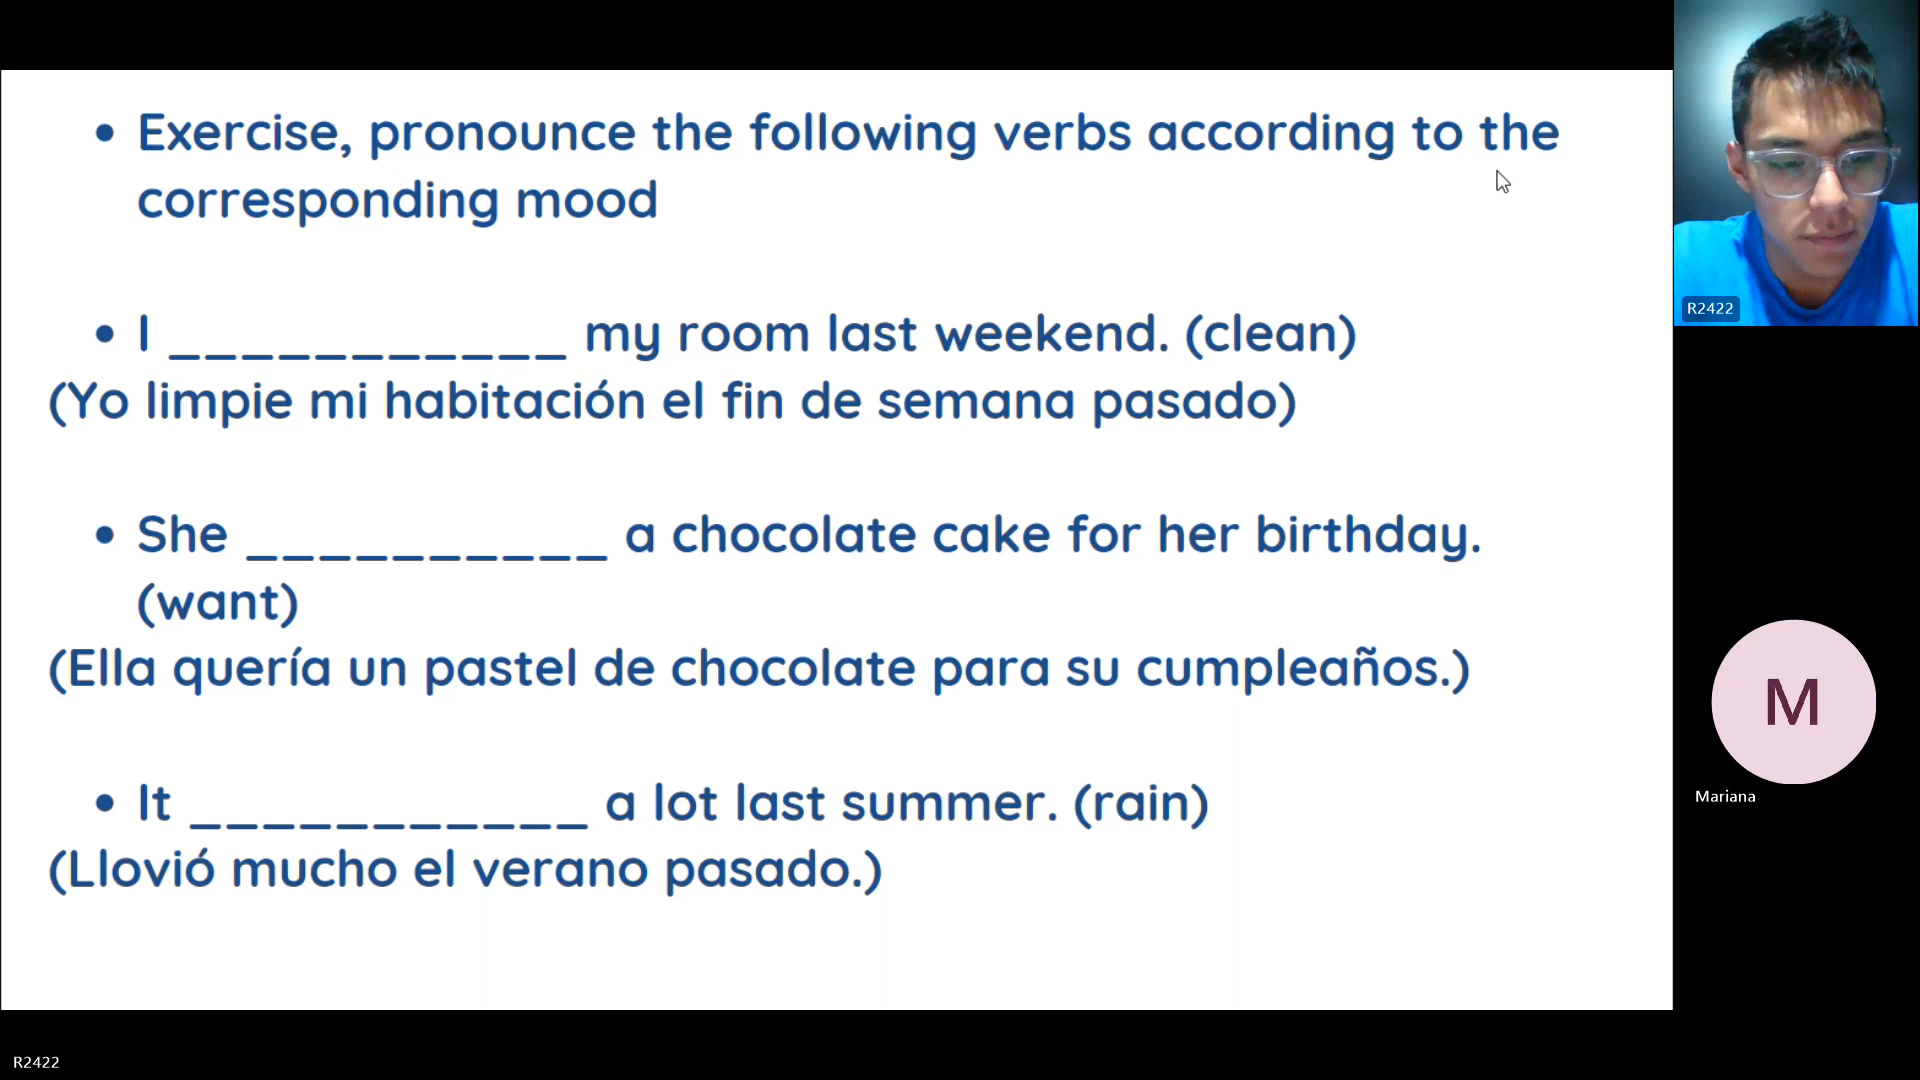 • Exercise, pronounce the following verbs according to the
corresponding mood
• I ___________ my room last weekend. (clean)
(Yo limpie mi habitación el fin de semana pasado)
• She __________ a chocolate cake for her birthday.
(want)
(Ella quería un pastel de chocolate para su cumpleaños.)
• It ___________ a lot last summer. (rain)
(Llovió mucho el verano pasado.)
R2422
M
Mariana
R2422